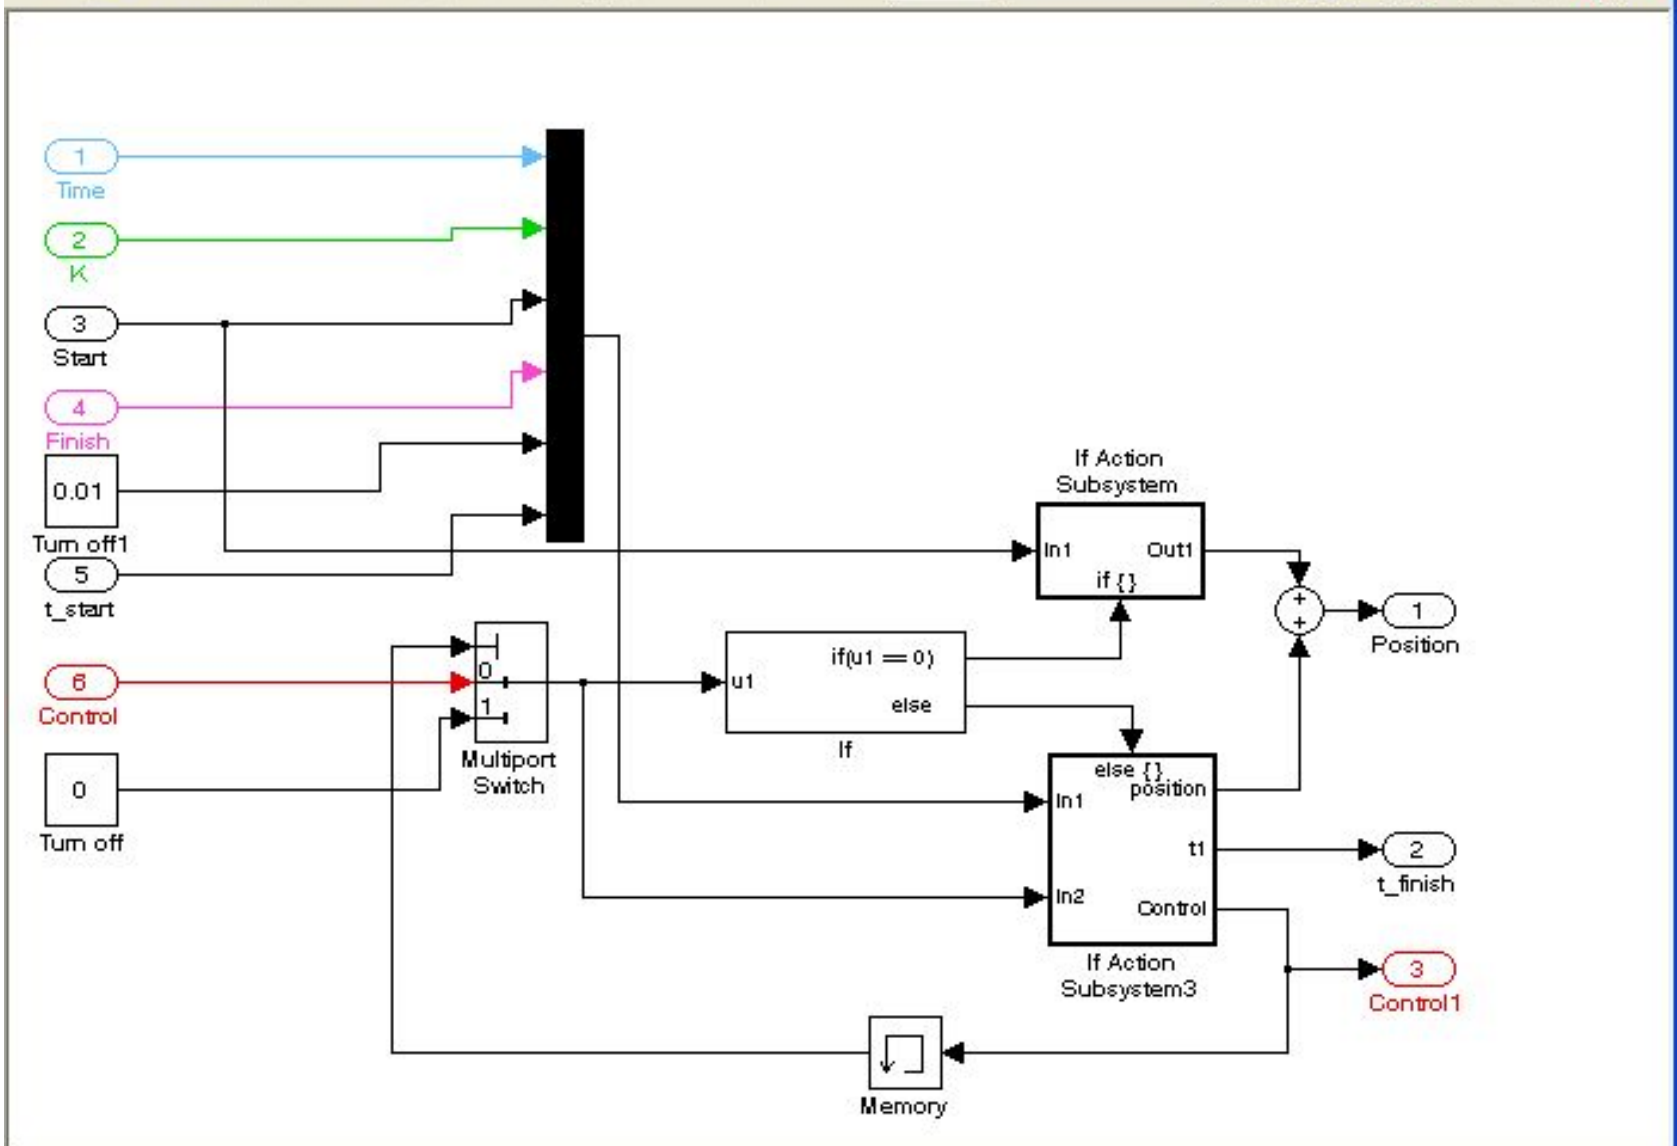 1
Time
2
K
3
Start
4
Finish
0.01
Turn off1
5
t_start
6
Control
0
Turn off
0
1
Multiport
Switch
u1
if(u1 == 0)
else
If
If Action
Subsystem
In1
Out1
if { }
else { }
position
In1
t1
In2
Control
If Action
Subsystem3
+
+
1
Position
2
t_finish
3
Control1
Memory